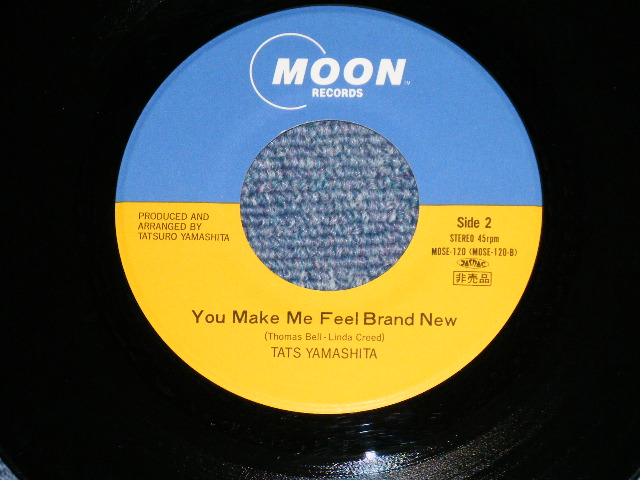 MOON
RECORDS
PRODUCED AND
ARRANGED BY
TATSURO YAMASHITA
Side 2
STEREO 45rpm
MOSE-120 (MOSE-120-B)
JASRAC
非売品
You Make Me Feel Brand New
(Thomas Bell-Linda Creed)
TATS YAMASHITA